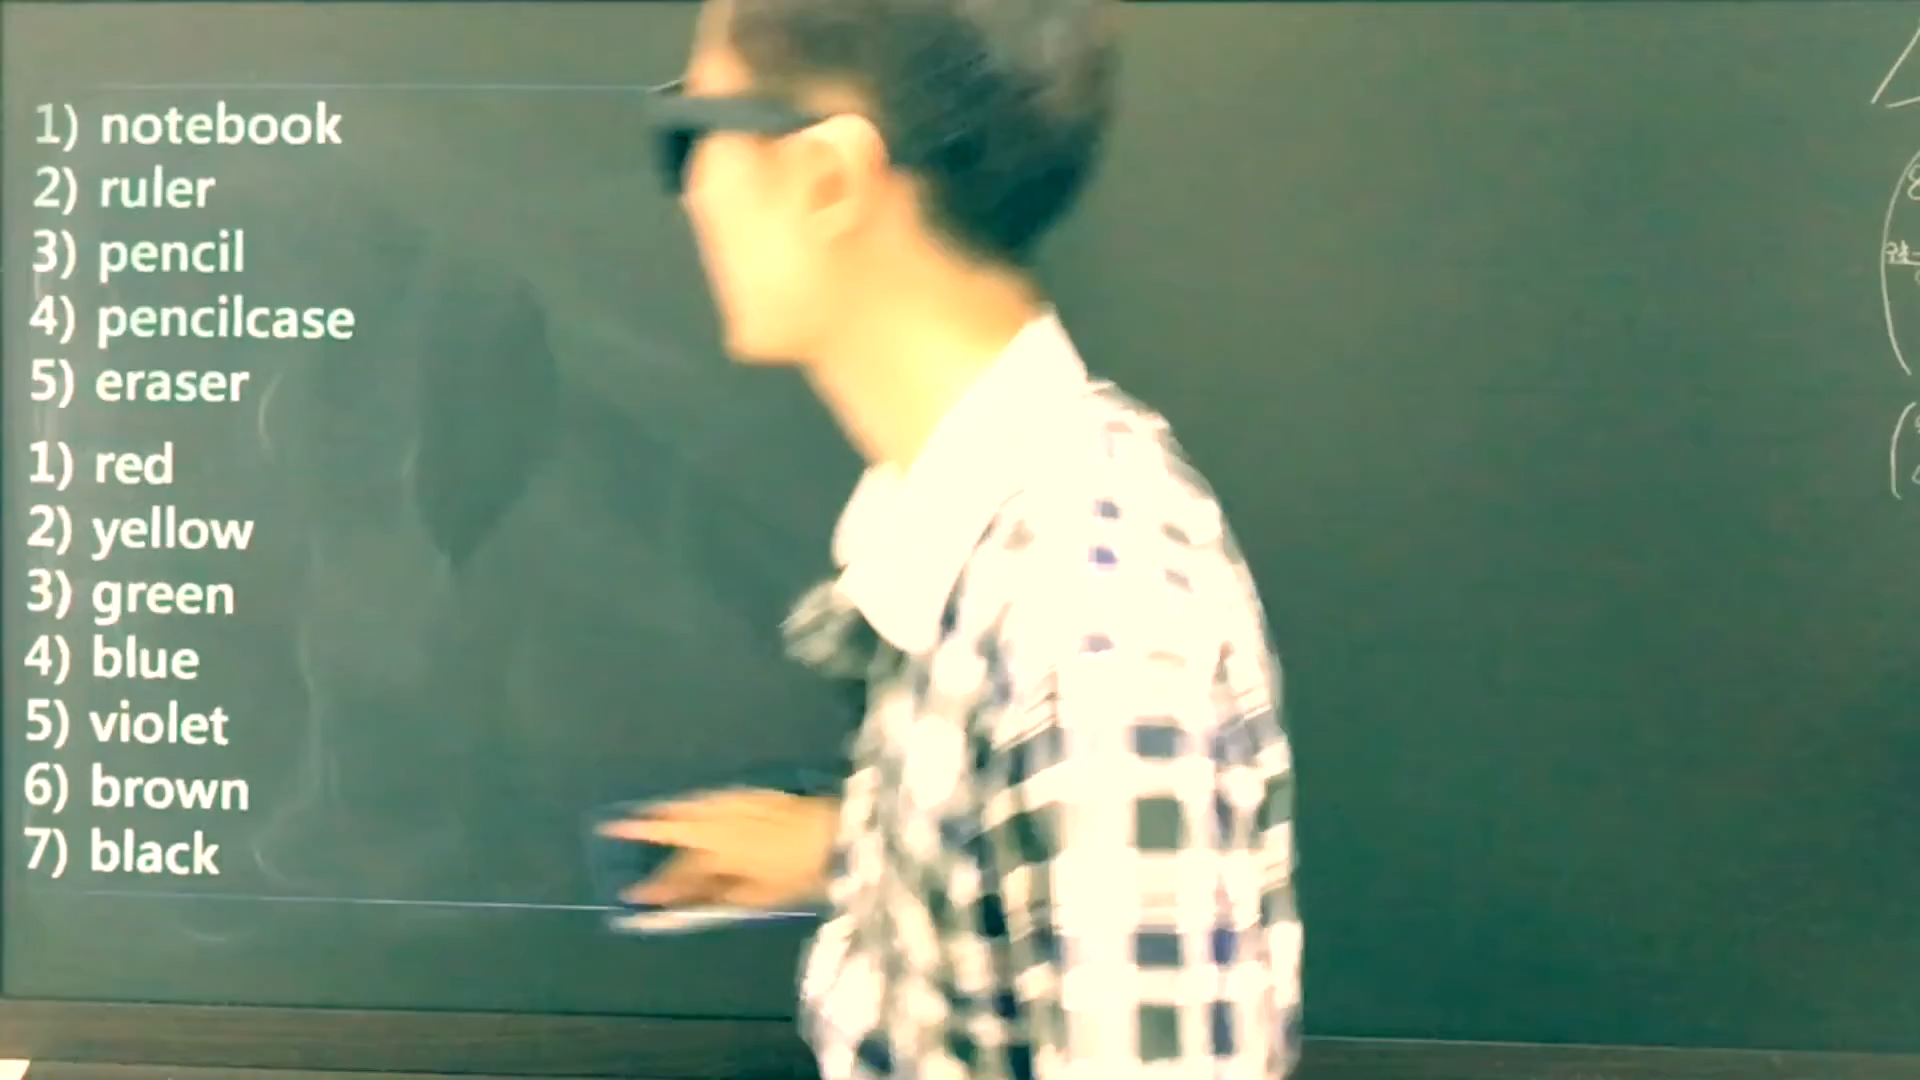 1) notebook
2) ruler
3) pencil
4) pencilcase
5) eraser
1) red
2) yellow
3) green
4) blue
5) violet
6) brown
7) black